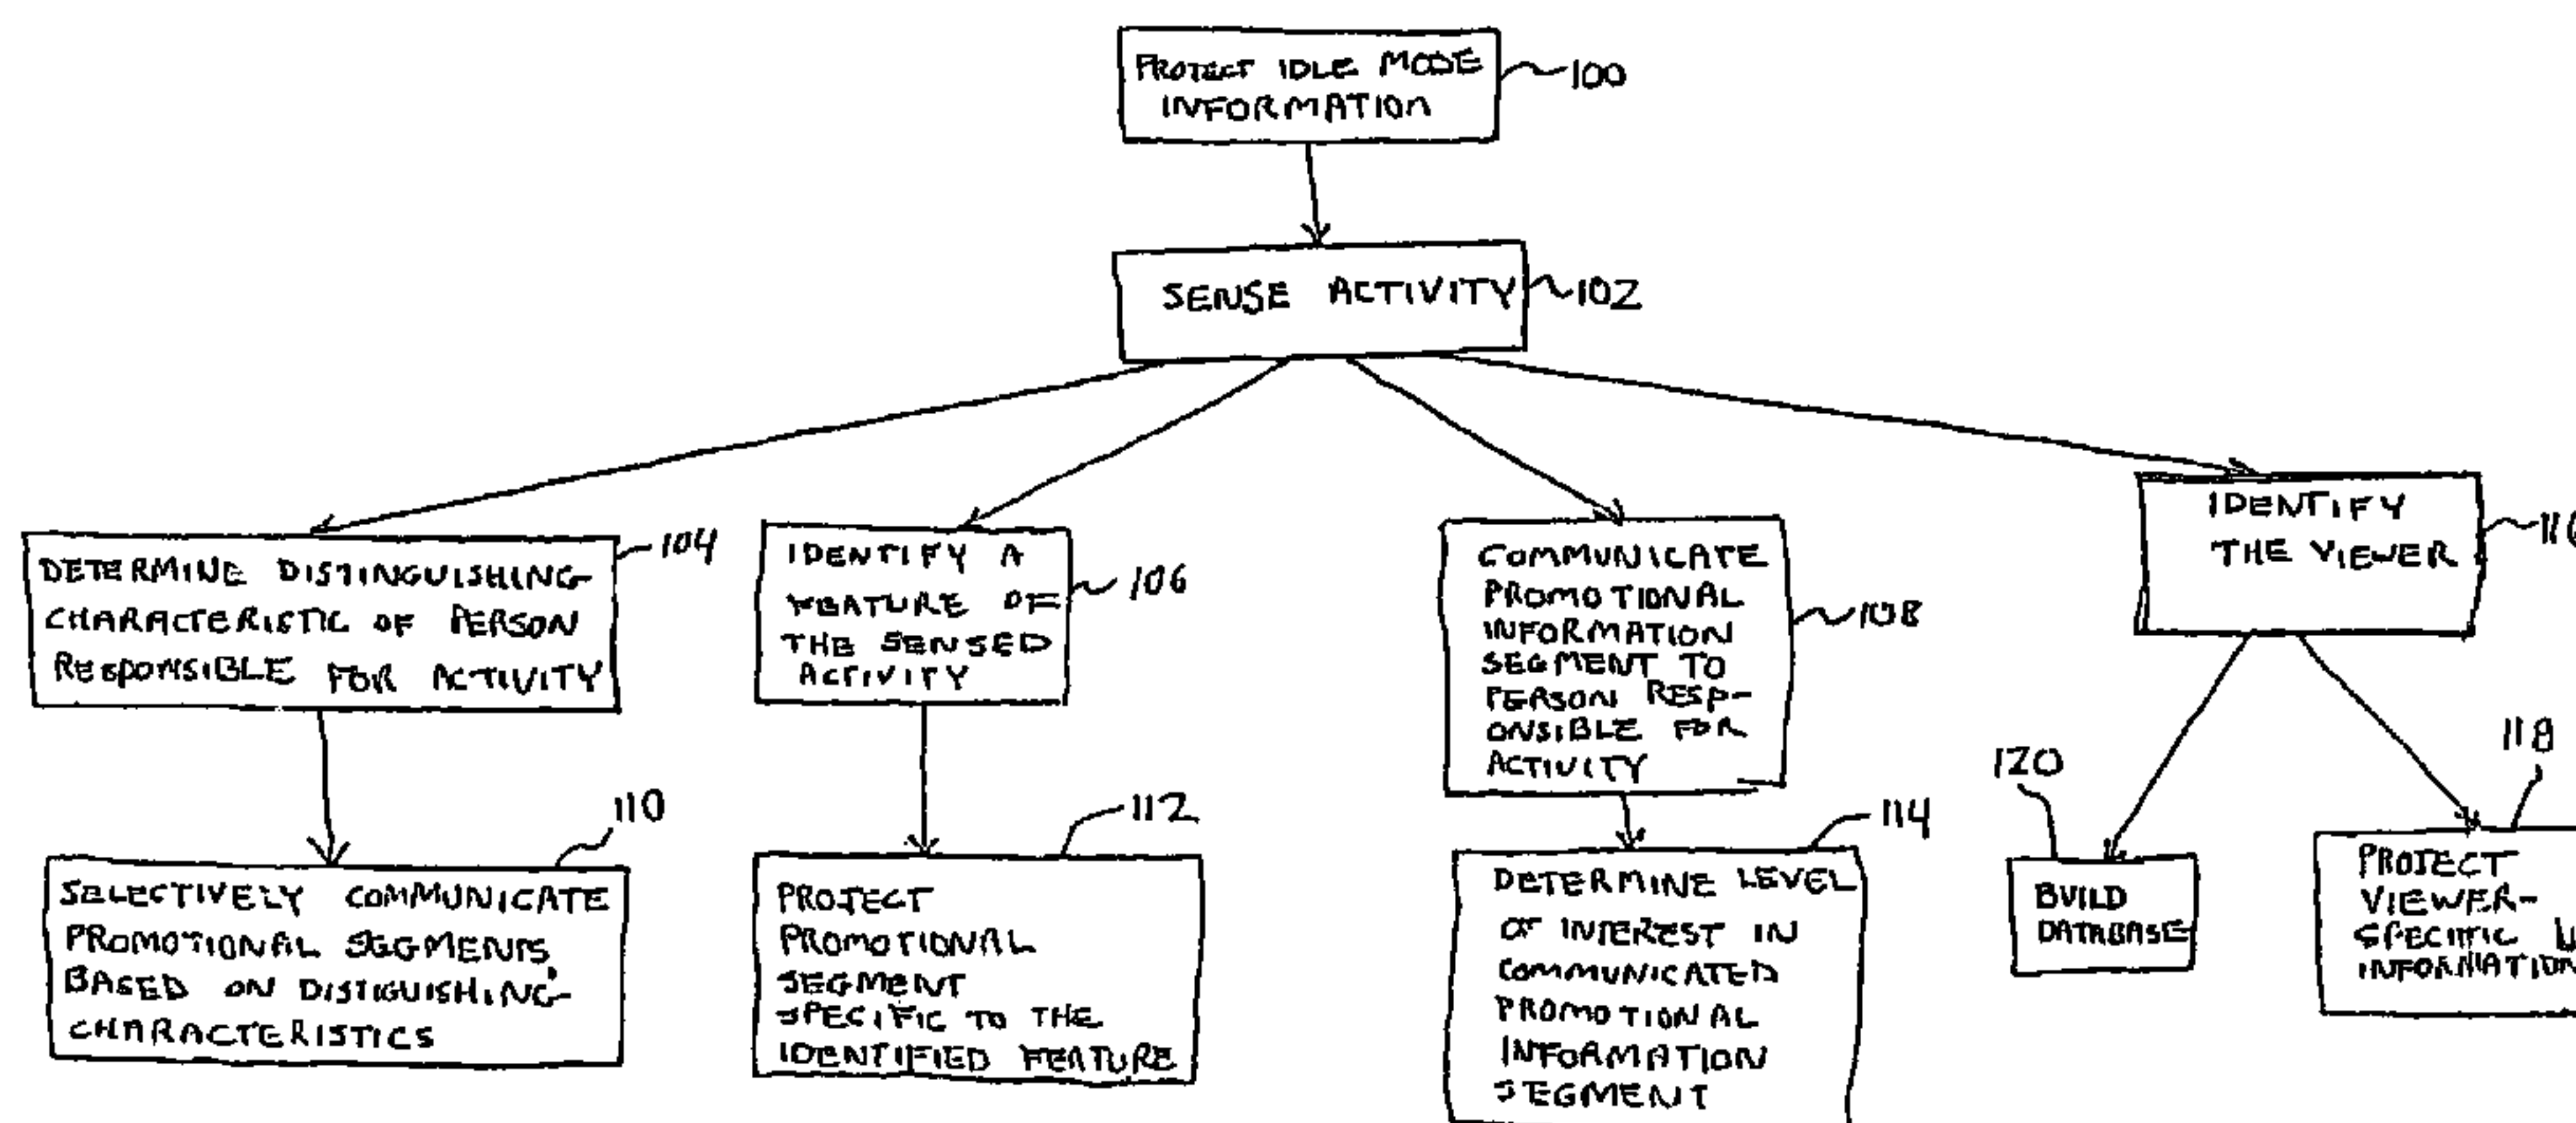 PROJECT IDLE MODE
INFORMATION
100
SENSE ACTIVITY
102
DETERMINE DISTINGUISHING
CHARACTERISTIC OF PERSON
RESPONSIBLE FOR ACTIVITY
104
IDENTIFY A
FEATURE OF
THE SENSED
ACTIVITY
106
COMMUNICATE
PROMOTIONAL
INFORMATION
SEGMENT TO
PERSON RESP-
ONSIBLE FOR
ACTIVITY
108
IDENTIFY
THE VIEWER
SELECTIVELY COMMUNICATE
PROMOTIONAL SEGMENTS
BASED ON DISTIGUISHING
CHARACTERISTICS
110
PROJECT
PROMOTIONAL
SEGMENT
SPECIFIC TO THE
IDENTIFIED FEATURE
112
DETERMINE LEVEL
OF INTEREST IN
COMMUNICATED
PROMOTIONAL
INFORMATION
SEGMENT
114
BUILD
DATABASE
120
PROJECT
VIEWER-
SPECIFIC
INFORMATION
118